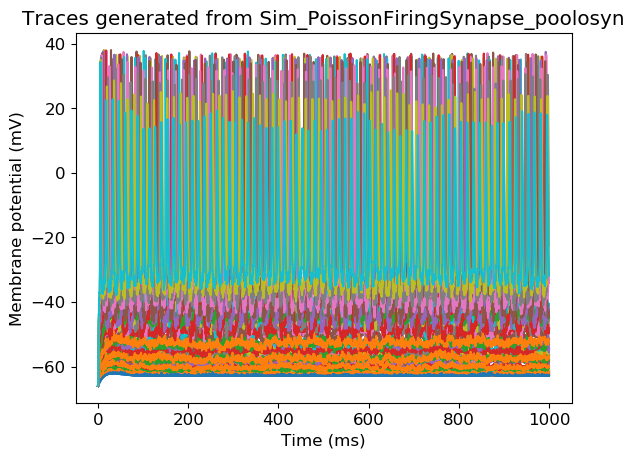 Traces generated from Sim_PoissonFiringSynapse_poolosyn
40
20
0
−20
−40
−60
Membrane potential (mV)
0 200 400 600 800 1000
Time (ms)